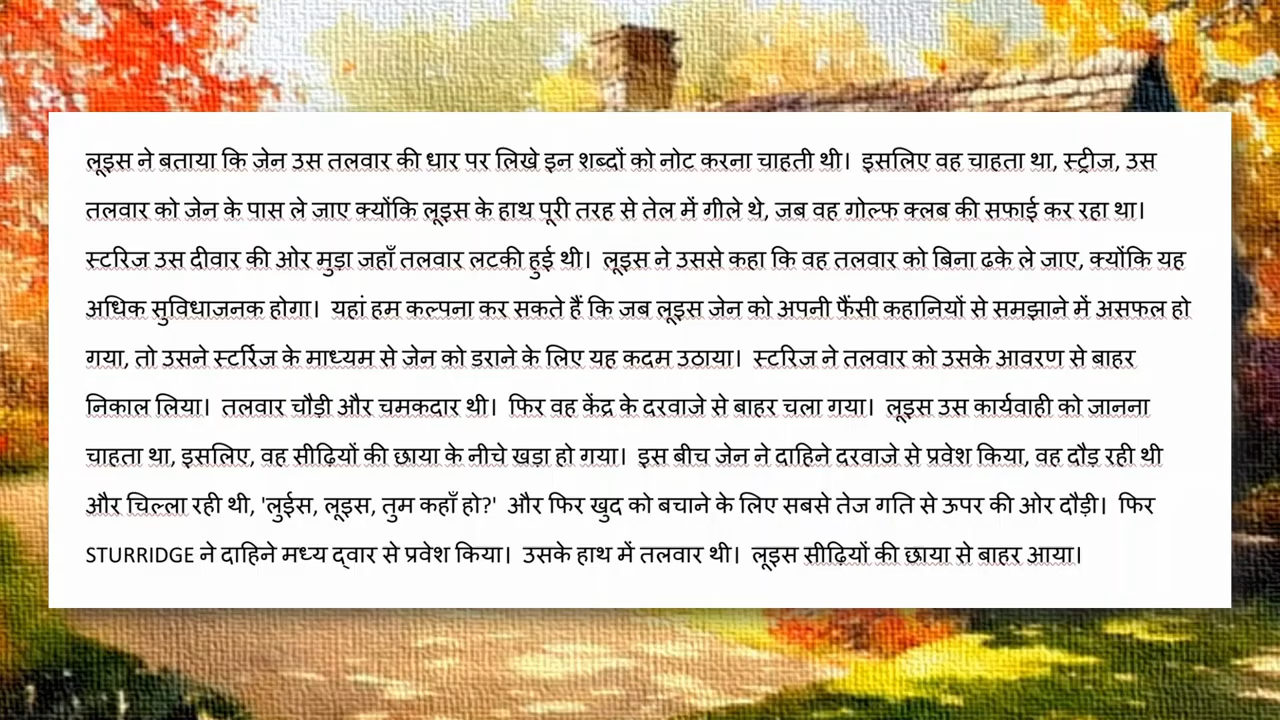 लूइस ने बताया कि जेन उस तलवार की धार पर लिखे इन शब्दों को नोट करना चाहती थी। इसलिए वह चाहता था, स्ट्रीज, उस
तलवार को जेन के पास ले जाए क्योंकि लूइस के हाथ पूरी तरह से तेल में गीले थे, जब वह गोल्फ क्लब की सफाई कर रहा था।
स्टरिज उस दीवार की ओर मुड़ा जहाँ तलवार लटकी हुई थी। लूइस ने उससे कहा कि वह तलवार को बिना ढके ले जाए, क्योंकि यह
अधिक सुविधाजनक होगा। यहां हम कल्पना कर सकते हैं कि जब लूइस जेन को अपनी फैंसी कहानियों से समझाने में असफल हो
गया, तो उसने स्टर्रिज के माध्यम से जेन को डराने के लिए यह कदम उठाया। स्टरिज ने तलवार को उसके आवरण से बाहर
निकाल लिया। तलवार चौड़ी और चमकदार थी। फिर वह केंद्र के दरवाजे से बाहर चला गया। लूइस उस कार्यवाही को जानना
चाहता था, इसलिए, वह सीढ़ियों की छाया के नीचे खड़ा हो गया। इस बीच जेन ने दाहिने दरवाजे से प्रवेश किया, वह दौड़ रही थी
और चिल्ला रही थी, 'लुईस, लूइस, तुम कहाँ हो?' और फिर खुद को बचाने के लिए सबसे तेज गति से ऊपर की ओर दौड़ी। फिर
STURRIDGE ने दाहिने मध्य द्वार से प्रवेश किया। उसके हाथ में तलवार थी। लूइस सीढ़ियों की छाया से बाहर आया।